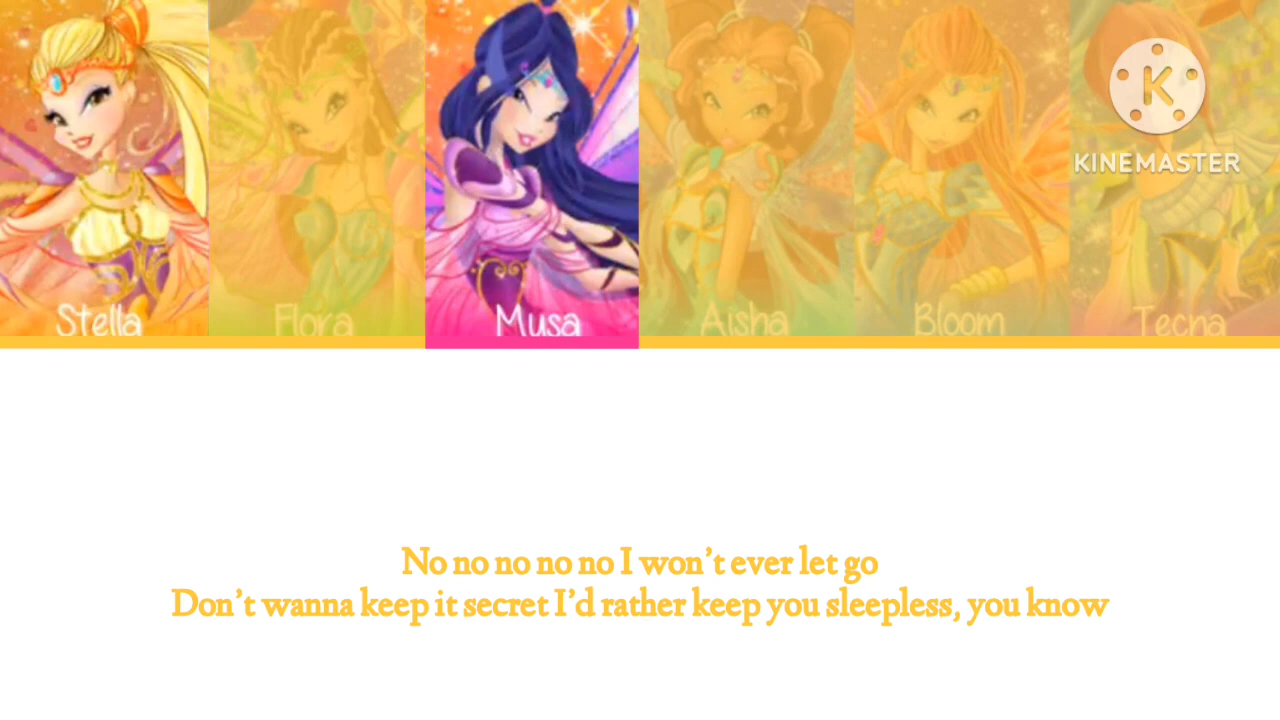 K
KINEMASTER
Stella
Flora
Musa
Aisha
Bloom
Tecna
No no no no no I won't ever let go
Don't wanna keep it secret I'd rather keep you sleepless, you know